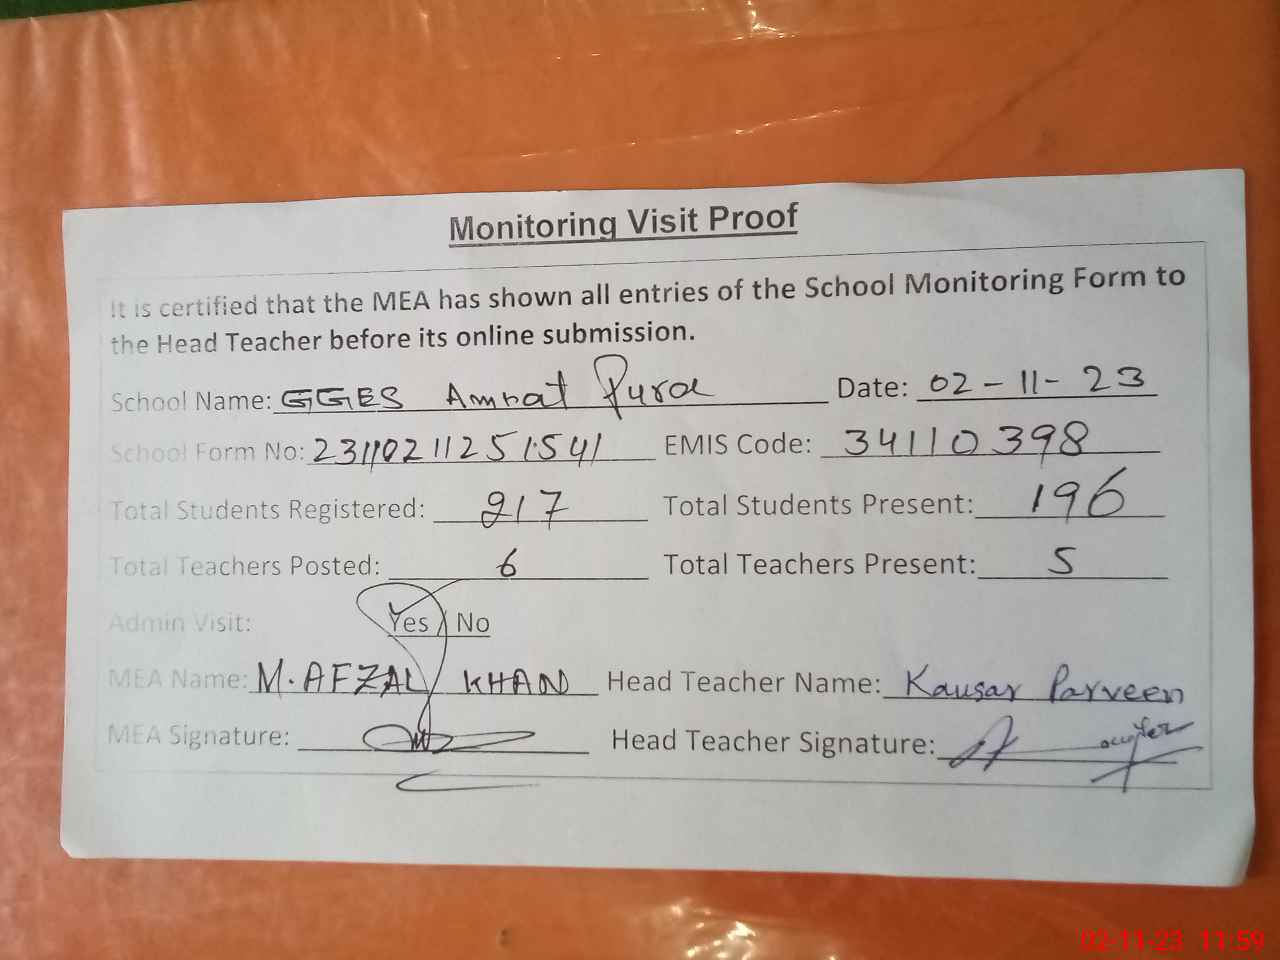 Monitoring Visit Proof
It is certified that the MEA has shown all entries of the School Monitoring Form to
the Head Teacher before its online submission.
School Name: GGES Amrat Pura Date: 02-11-23
School Form No: 23110211251541 EMIS Code: 34110398
Total Students Registered: 217 Total Students Present: 196
Total Teachers Posted: 6 Total Teachers Present: 5
Admin Visit: Yes / No
MEA Name: M. AFZAL KHAN Head Teacher Name: Kausar Parveen
MEA Signature: Head Teacher Signature:
02-11-23 11:59